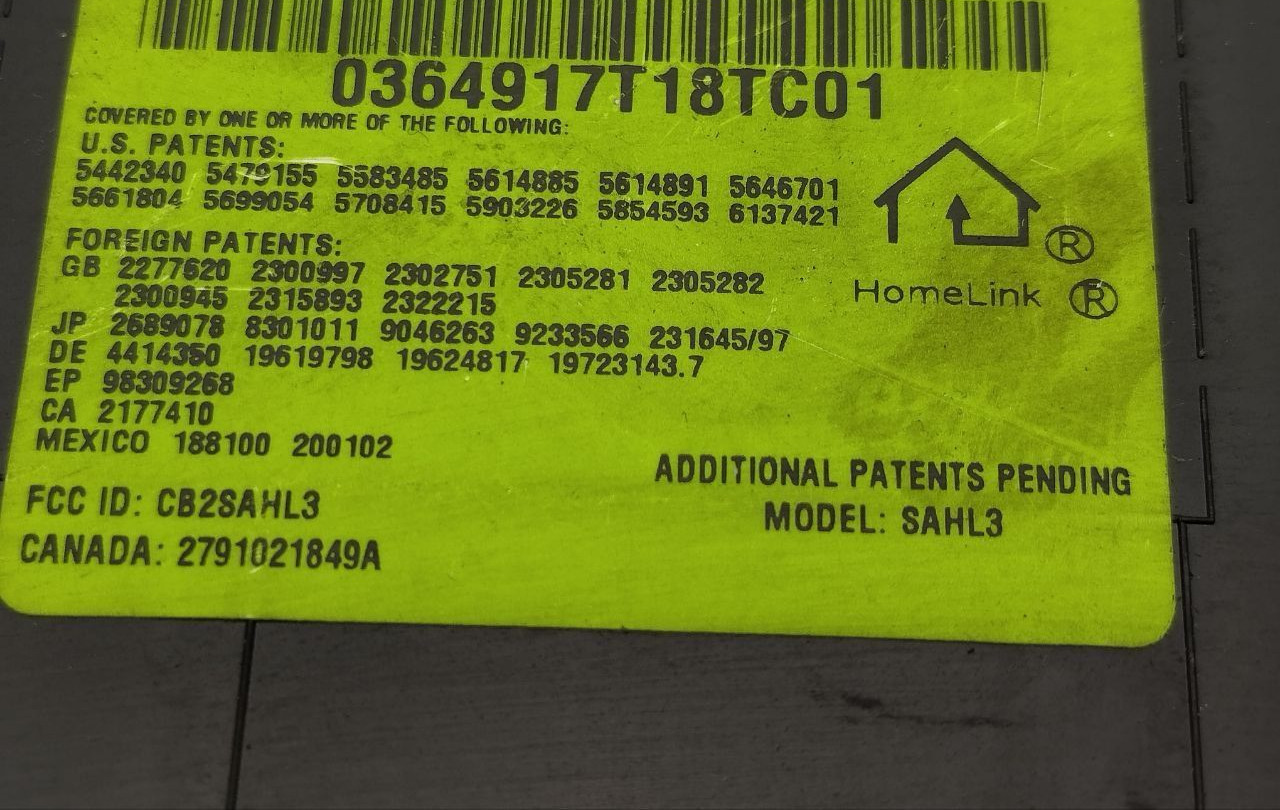 0364917T18TC01
COVERED BY ONE OR MORE OF THE FOLLOWING:
U.S. PATENTS:
5442340 5479155 5583485 5614885 5614891 5646701
5661804 5699054 5708415 5903226 5854593 6137421
FOREIGN PATENTS:
GB 2277620 2300997 2302751 2305281 2305282
2300945 2315893 2322215
JP 2689078 8301011 9046263 9233566 231645/97
DE 4414350 19619798 19624817 19723143.7
EP 98309268
CA 2177410
MEXICO 188100 200102
FCC ID: CB2SAHL3
CANADA: 2791021849A
®
HomeLink ®
ADDITIONAL PATENTS PENDING
MODEL: SAHL3